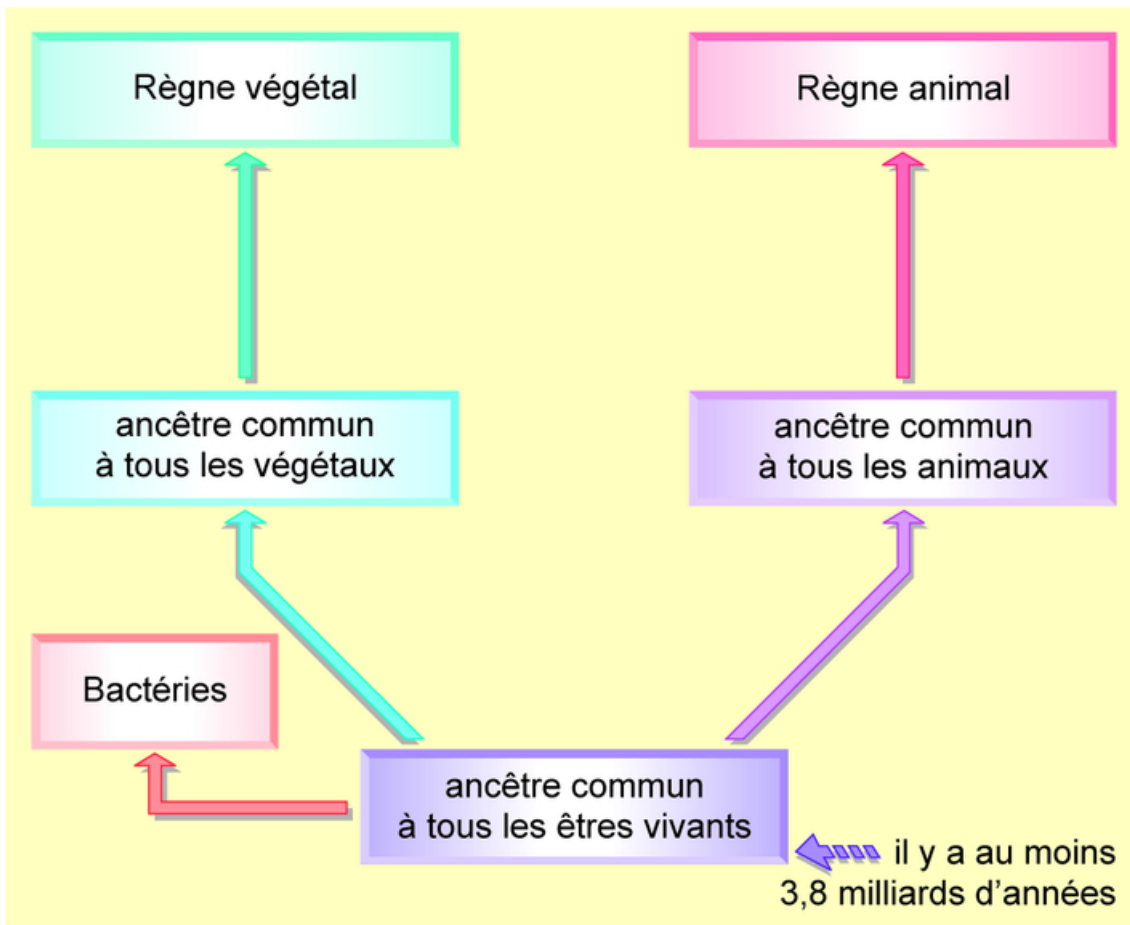 Règne végétal
Règne animal
ancêtre commun
à tous les végétaux
ancêtre commun
à tous les animaux
Bactéries
ancêtre commun
à tous les êtres vivants
il y a au moins
3,8 milliards d'années